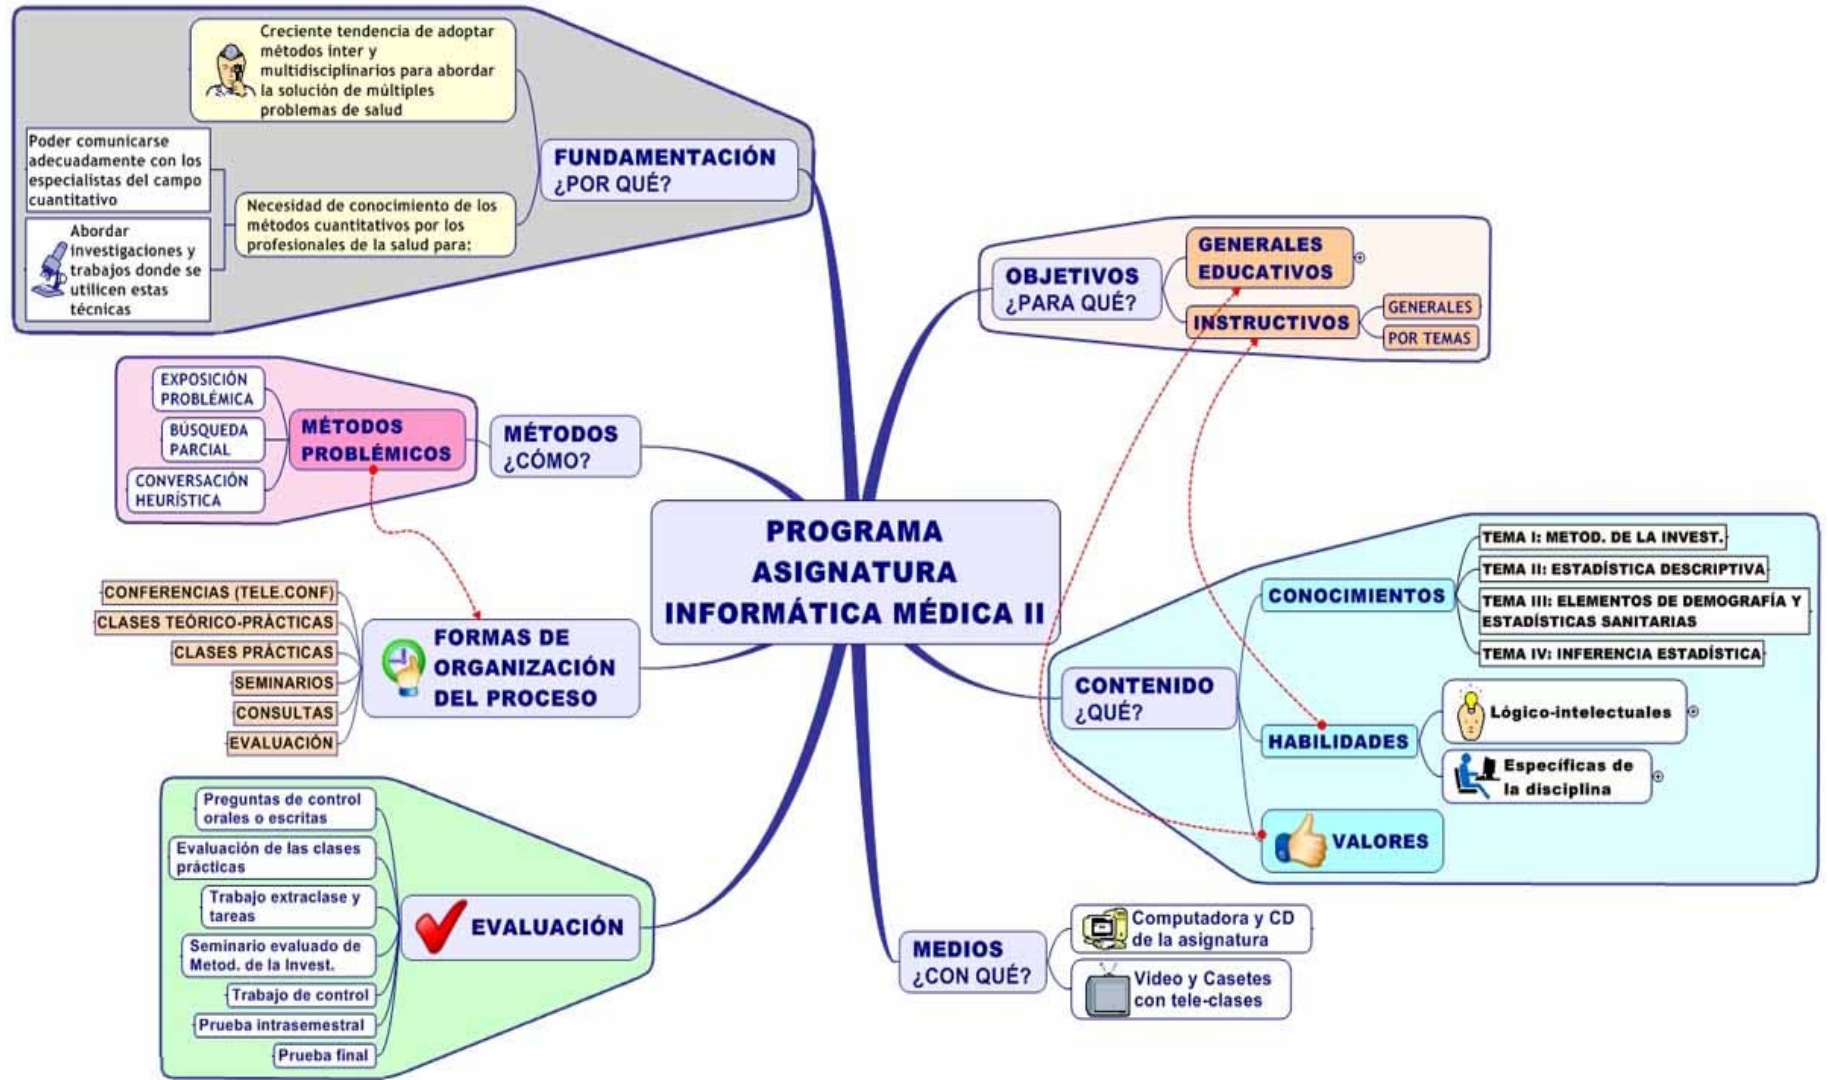 Creciente tendencia de adoptar
métodos inter y
multidisciplinarios para abordar
la solución de múltiples
problemas de salud
Poder comunicarse
adecuadamente con los
especialistas del campo
cuantitativo
Abordar
investigaciones y
trabajos donde se
utilicen estas
técnicas
Necesidad de conocimiento de los
métodos cuantitativos por los
profesionales de la salud para:
FUNDAMENTACIÓN
¿POR QUÉ?
OBJETIVOS
¿PARA QUÉ?
GENERALES
EDUCATIVOS
INSTRUCTIVOS
GENERALES
POR TEMAS
EXPOSICIÓN
PROBLÉMICA
BÚSQUEDA
PARCIAL
CONVERSACIÓN
HEURÍSTICA
MÉTODOS
PROBLÉMICOS
MÉTODOS
¿CÓMO?
PROGRAMA
ASIGNATURA
INFORMÁTICA MÉDICA II
CONFERENCIAS (TELE.CONF)
CLASES TEÓRICO-PRÁCTICAS
CLASES PRÁCTICAS
SEMINARIOS
CONSULTAS
EVALUACIÓN
FORMAS DE
ORGANIZACIÓN
DEL PROCESO
CONTENIDO
¿QUÉ?
CONOCIMIENTOS
TEMA I: METOD. DE LA INVEST.
TEMA II: ESTADÍSTICA DESCRIPTIVA
TEMA III: ELEMENTOS DE DEMOGRAFÍA Y
ESTADÍSTICAS SANITARIAS
TEMA IV: INFERENCIA ESTADÍSTICA
HABILIDADES
Lógico-intelectuales
Específicas de
la disciplina
VALORES
Preguntas de control
orales o escritas
Evaluación de las clases
prácticas
Trabajo extraclase y
tareas
Seminario evaluado de
Metod. de la Invest.
Trabajo de control
Prueba intrasemestral
Prueba final
EVALUACIÓN
MEDIOS
¿CON QUÉ?
Computadora y CD
de la asignatura
Video y Casetes
con tele-clases